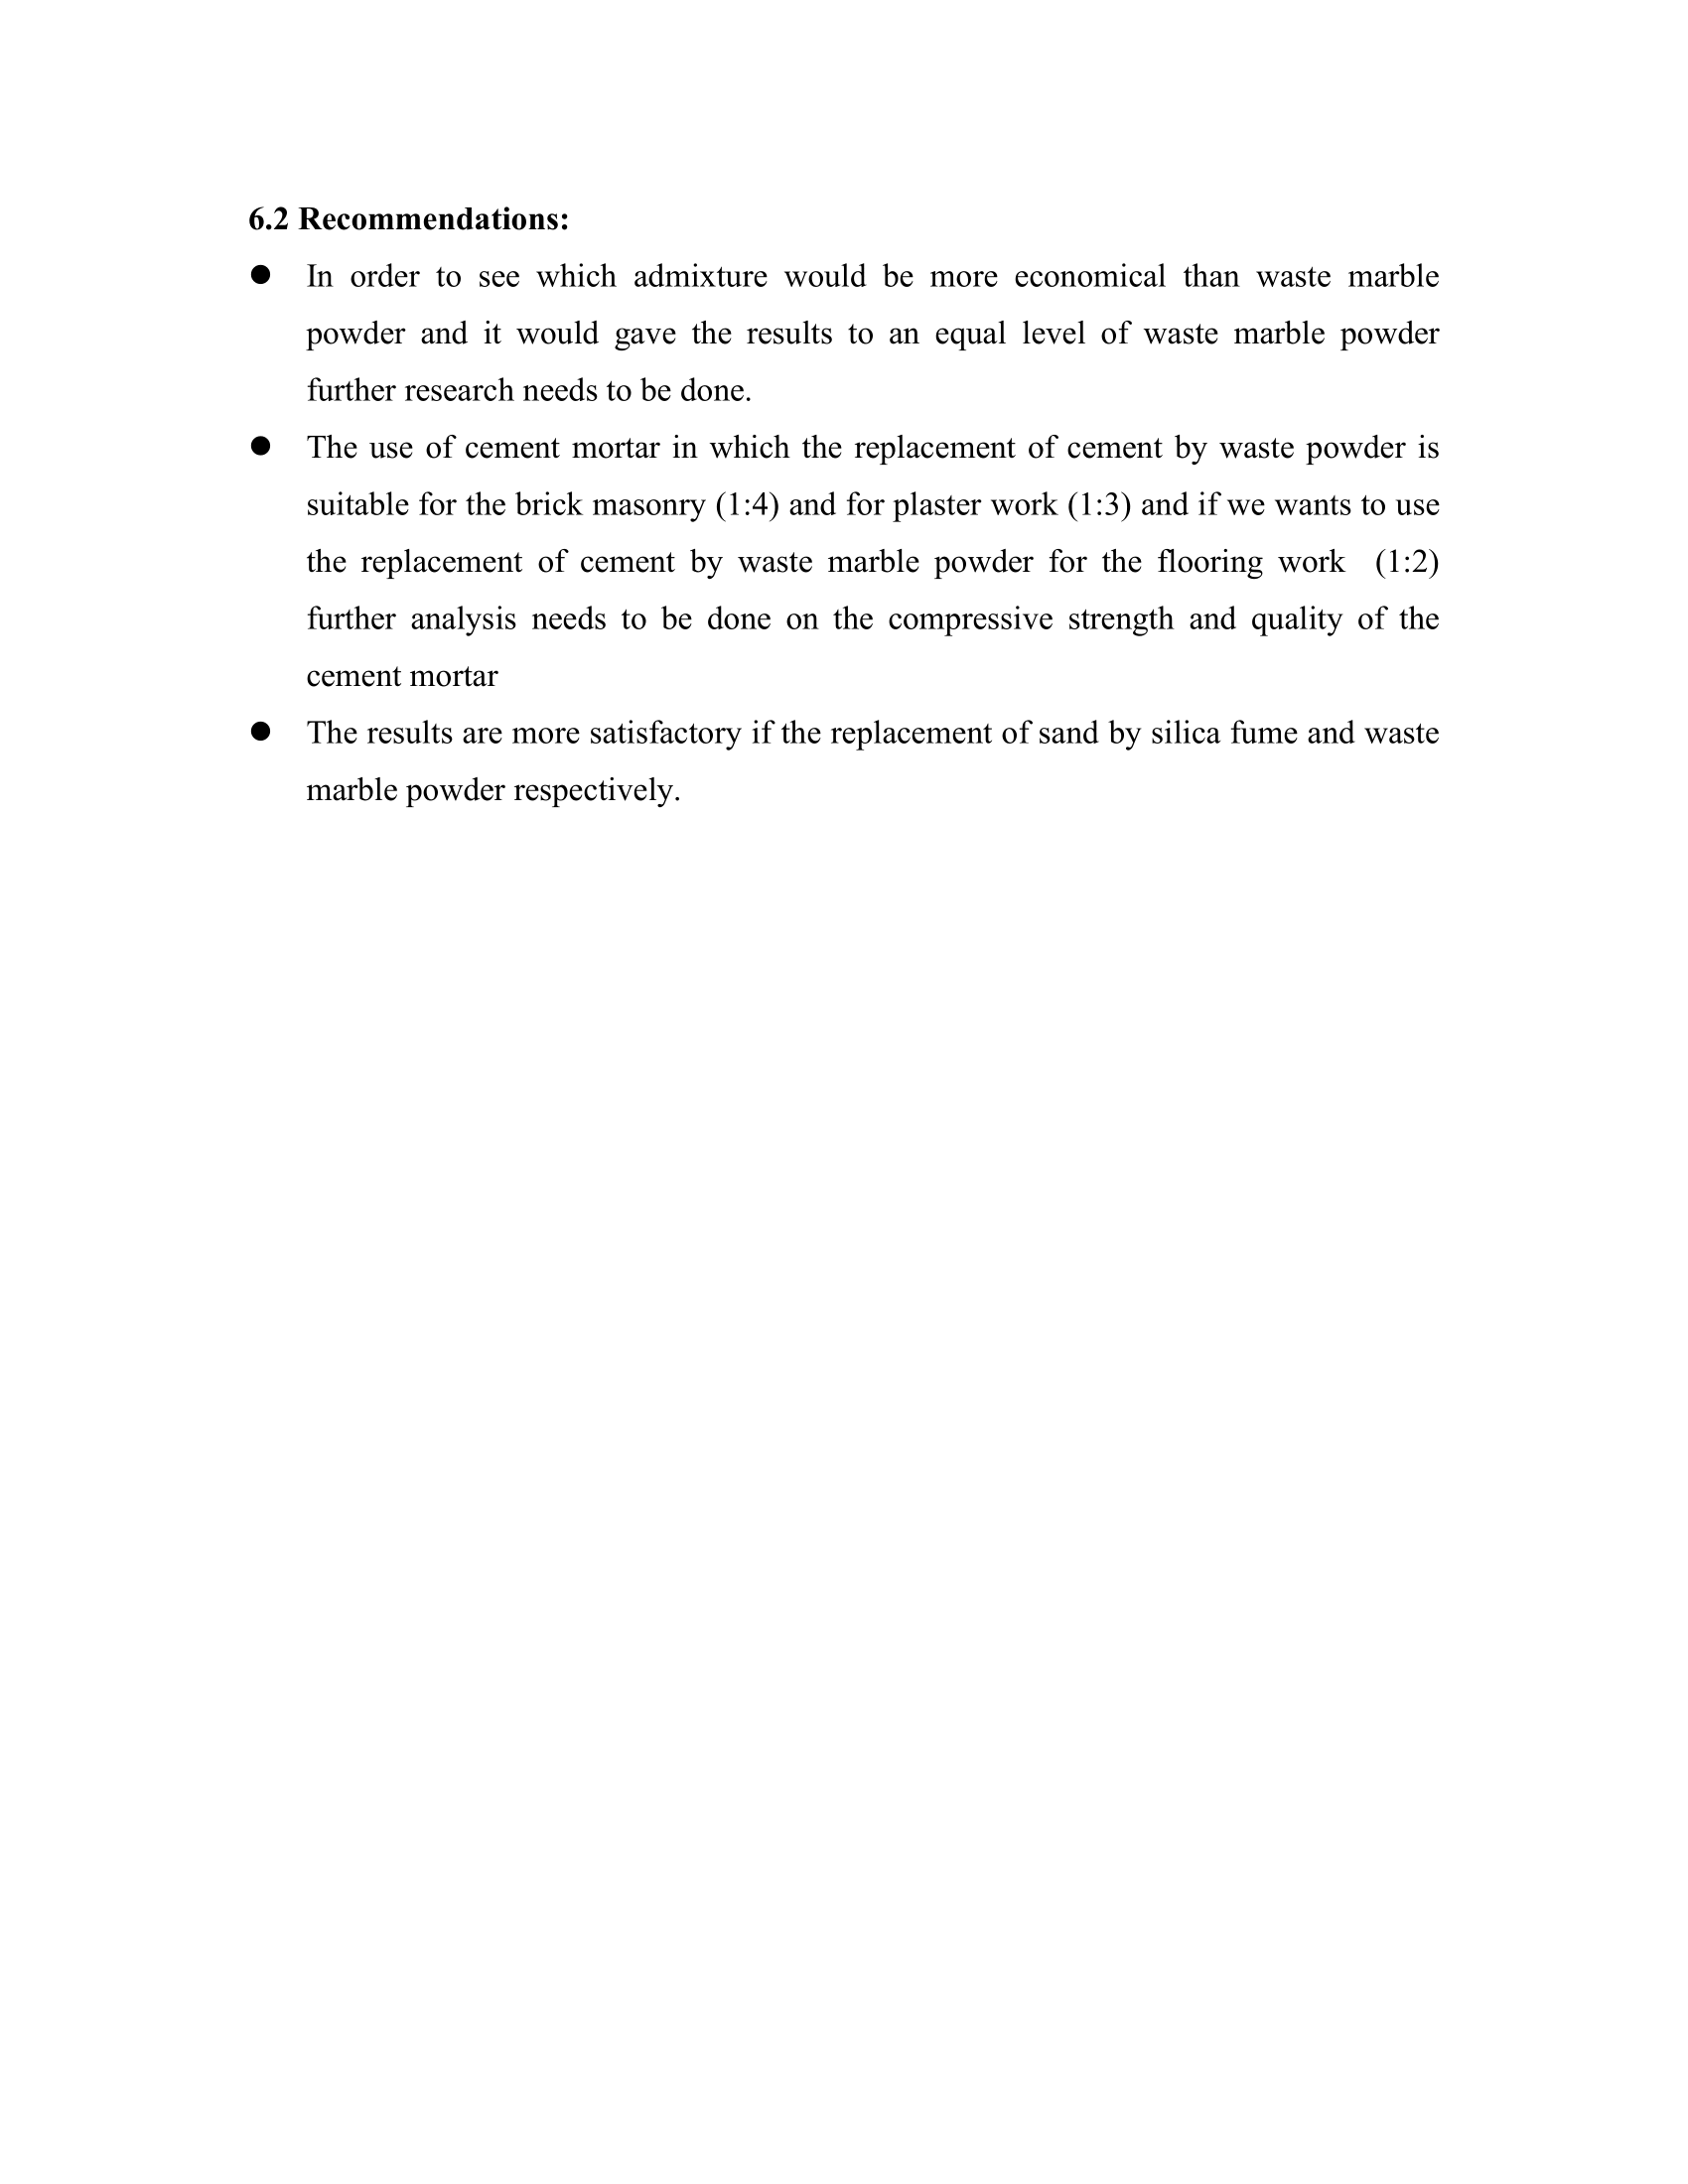 6.2 Recommendations:
● In order to see which admixture would be more economical than waste marble
powder and it would gave the results to an equal level of waste marble powder
further research needs to be done.
● The use of cement mortar in which the replacement of cement by waste powder is
suitable for the brick masonry (1:4) and for plaster work (1:3) and if we wants to use
the replacement of cement by waste marble powder for the flooring work  (1:2)
further analysis needs to be done on the compressive strength and quality of the
cement mortar
● The results are more satisfactory if the replacement of sand by silica fume and waste
marble powder respectively.